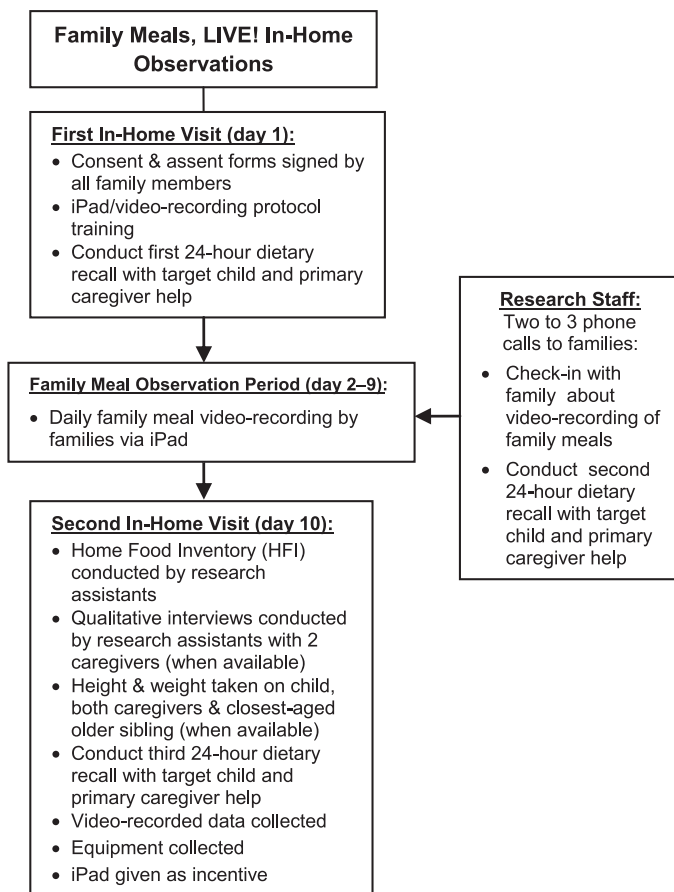 Family Meals, LIVE! In-Home
Observations
First In-Home Visit (day 1):
• Consent & assent forms signed by
all family members
• iPad/video-recording protocol
training
• Conduct first 24-hour dietary
recall with target child and primary
caregiver help
Research Staff:
Two to 3 phone
calls to families:
• Check-in with
family about
video-recording of
family meals
• Conduct second
24-hour dietary
recall with target
child and primary
caregiver help
Family Meal Observation Period (day 2–9):
• Daily family meal video-recording by
families via iPad
Second In-Home Visit (day 10):
• Home Food Inventory (HFI)
conducted by research
assistants
• Qualitative interviews conducted
by research assistants with 2
caregivers (when available)
• Height & weight taken on child,
both caregivers & closest-aged
older sibling (when available)
• Conduct third 24-hour dietary
recall with target child and
primary caregiver help
• Video-recorded data collected
• Equipment collected
• iPad given as incentive